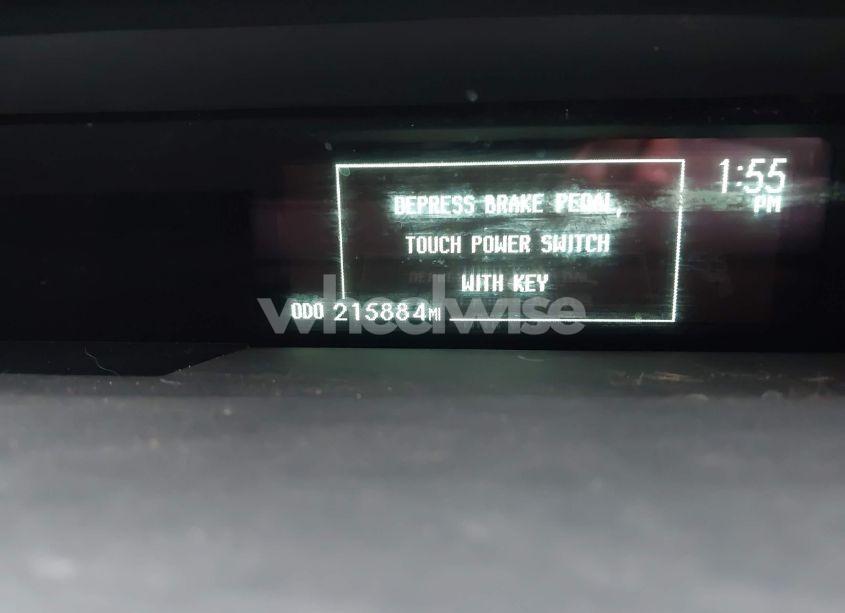 1:55
PM
DEPRESS BRAKE PEDAL,
TOUCH POWER SWITCH
WITH KEY
ODO 215884MI
wheelwise